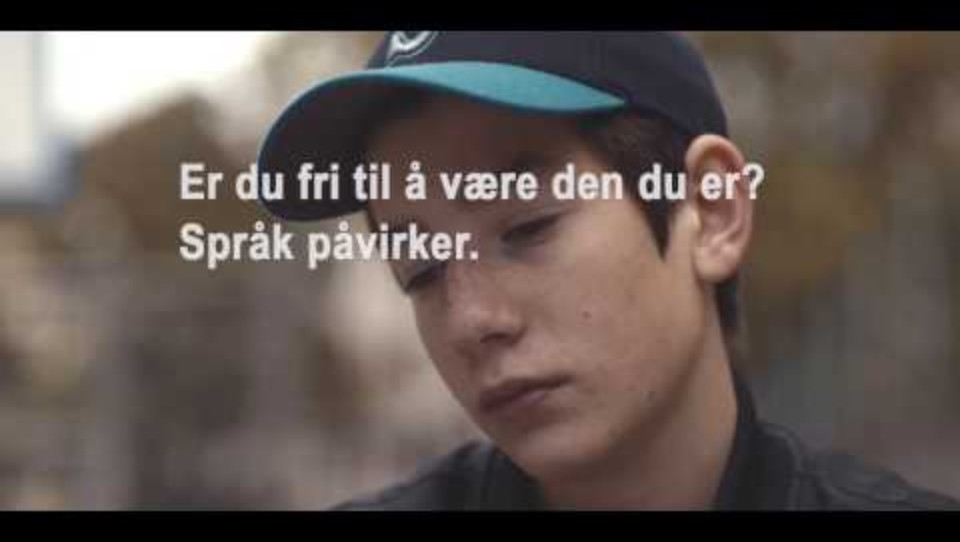 Er du fri til å være den du er?
Språk påvirker.